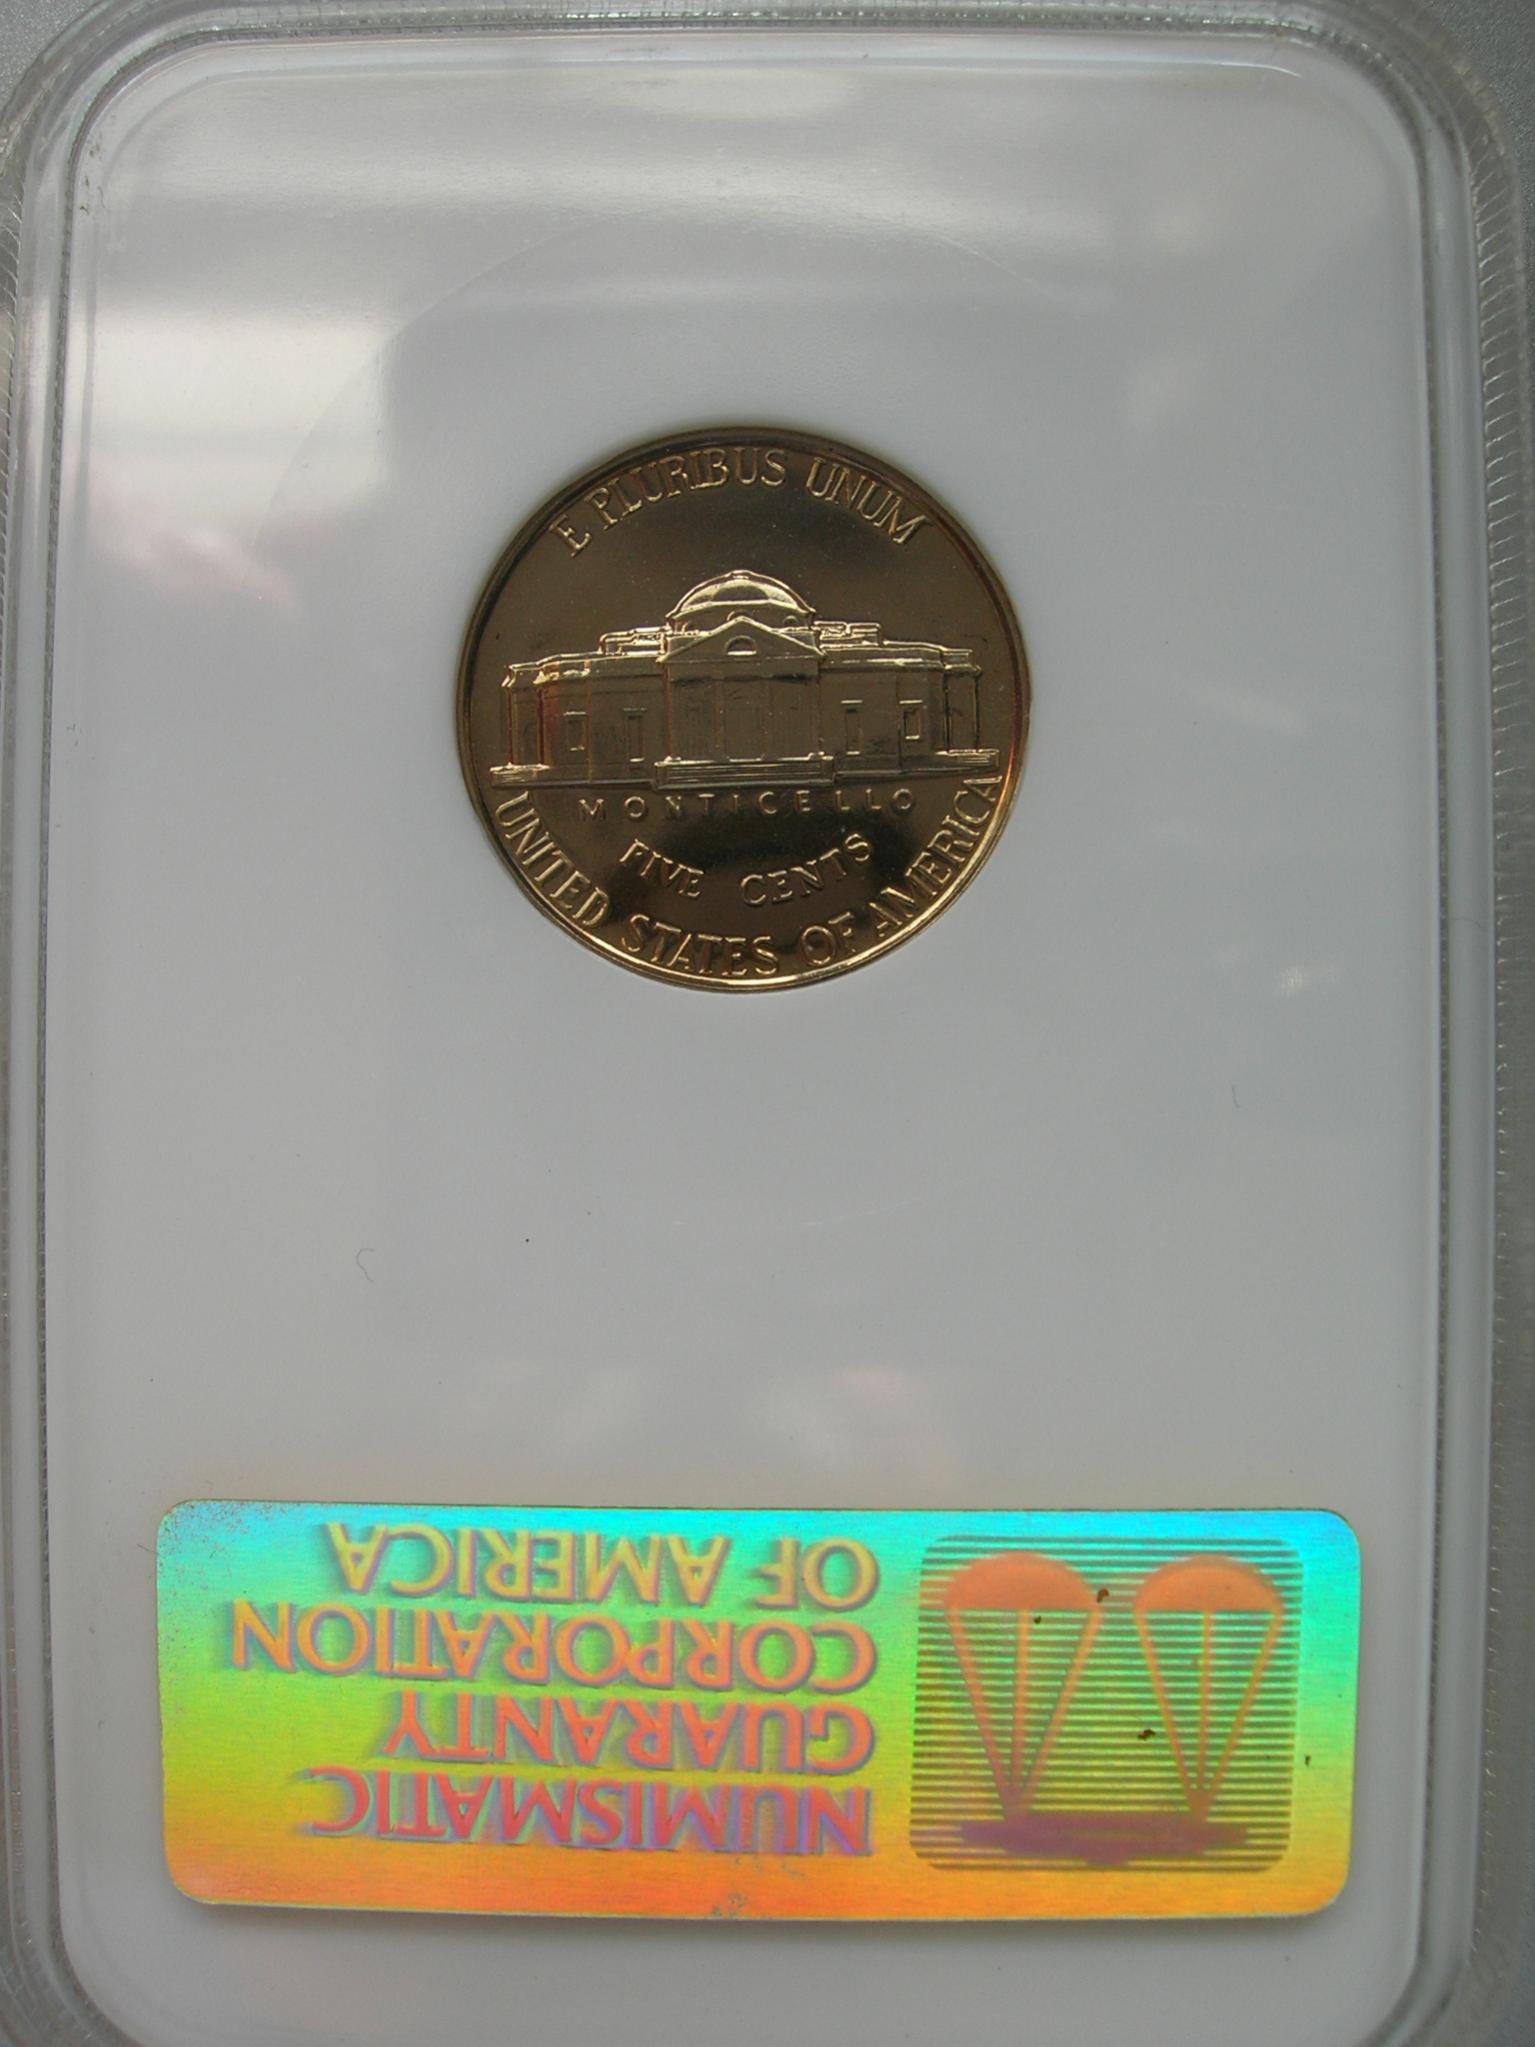 E PLURIBUS UNUM
MONTICELLO
FIVE CENTS
UNITED STATES OF AMERICA
NUMISMATIC
GUARANTY
CORPORATION
OF AMERICA